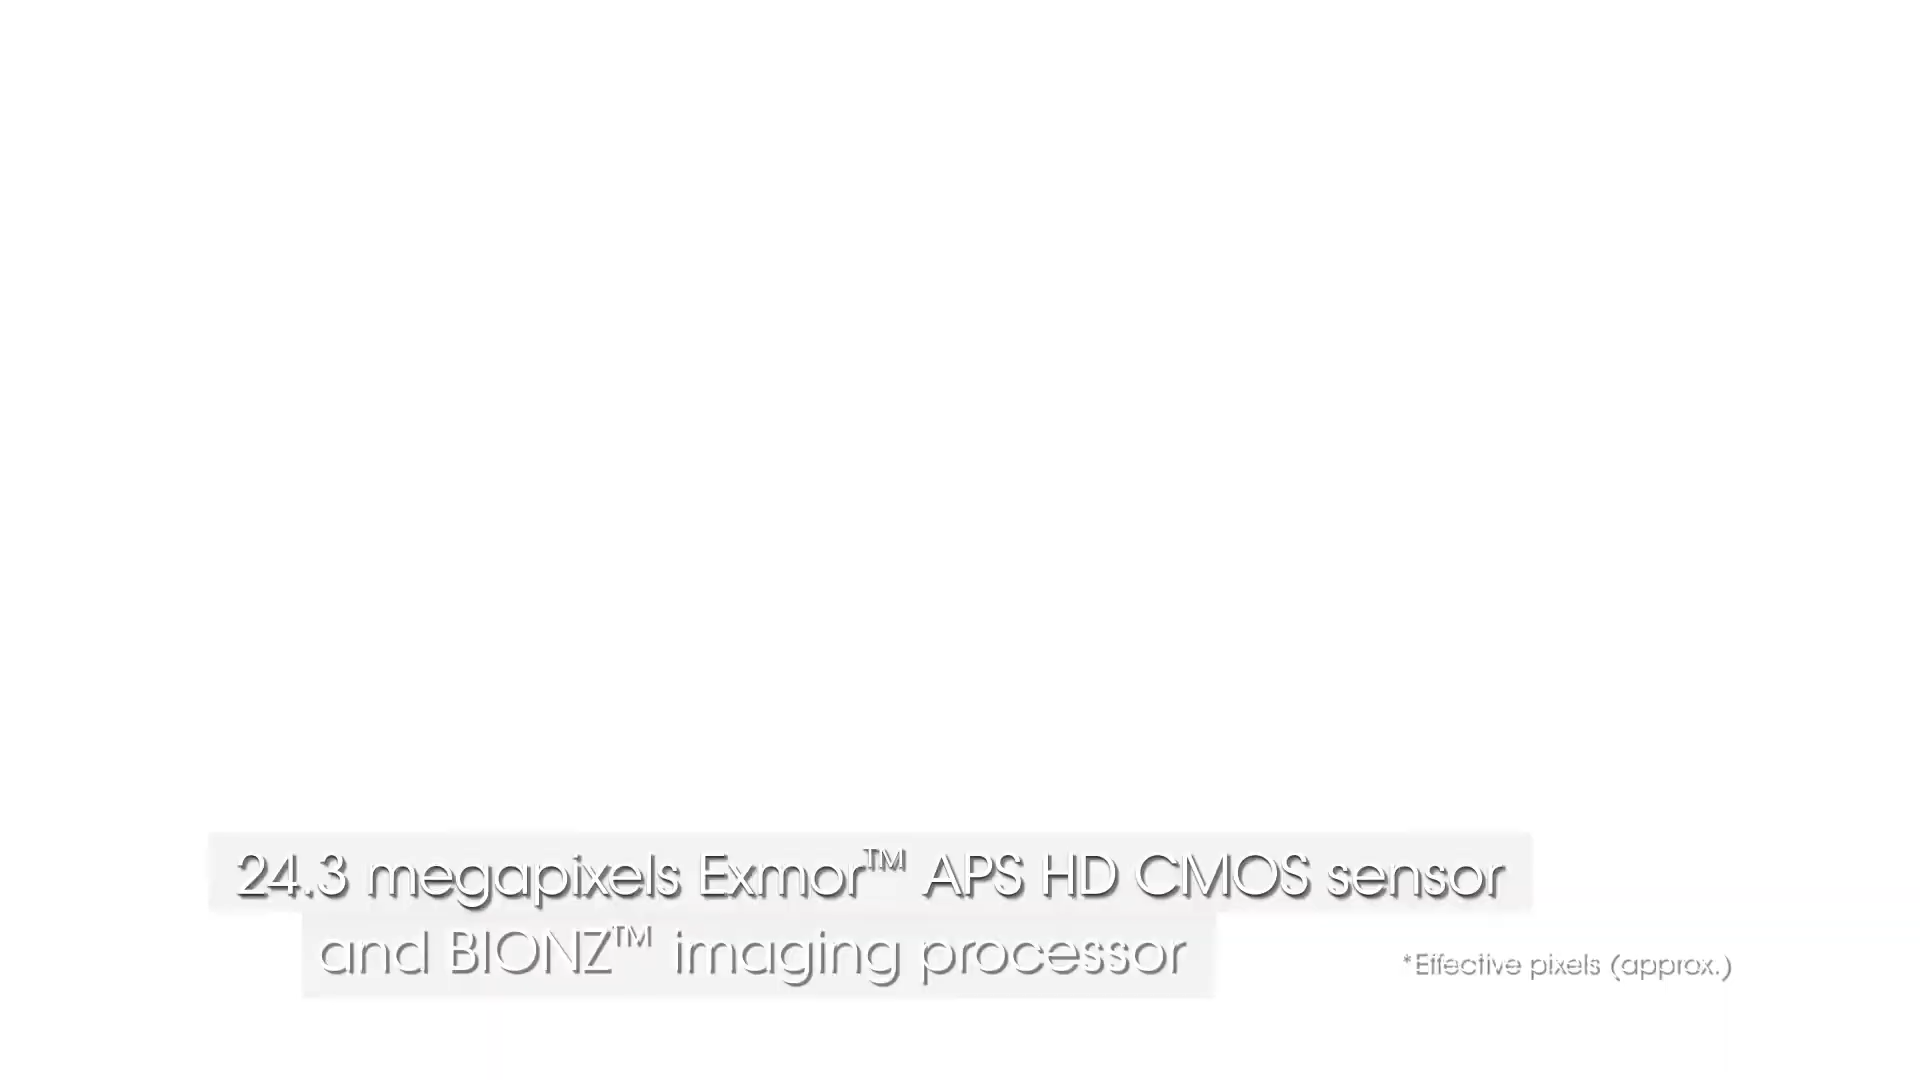 24.3 megapixels Exmor™ APS HD CMOS sensor
and BIONZ™ imaging processor
*Effective pixels (approx.)